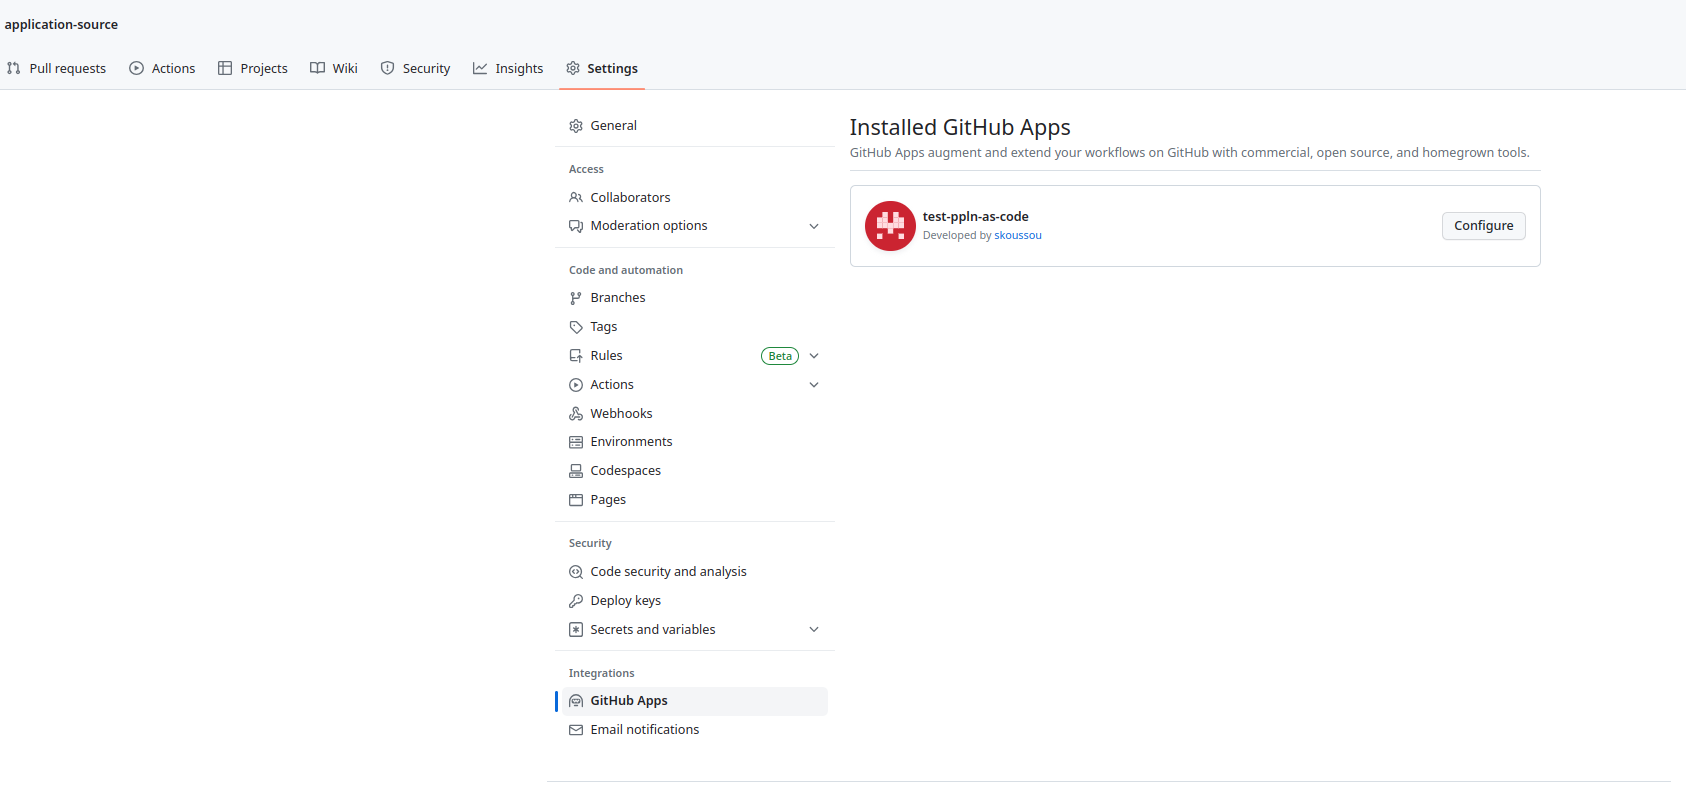 application-source
Pull requests Actions Projects Wiki Security Insights Settings
General
Access
Collaborators
Moderation options
Code and automation
Branches
Tags
Rules Beta
Actions
Webhooks
Environments
Codespaces
Pages
Security
Code security and analysis
Deploy keys
Secrets and variables
Integrations
GitHub Apps
Email notifications
Installed GitHub Apps
GitHub Apps augment and extend your workflows on GitHub with commercial, open source, and homegrown tools.
test-ppln-as-code
Developed by skoussou
Configure